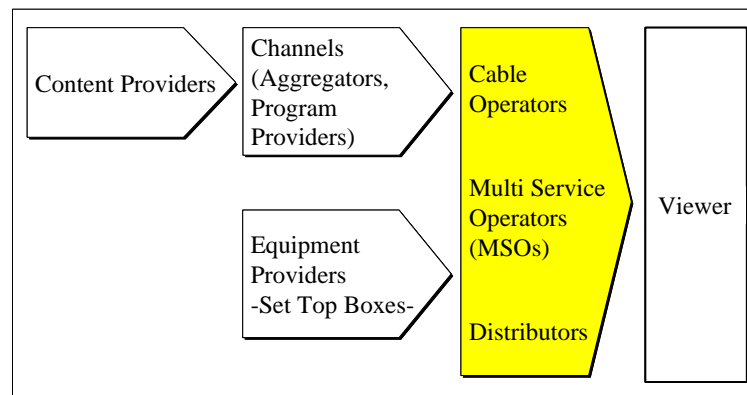 Content Providers
Channels
(Aggregators,
Program
Providers)
Equipment
Providers
-Set Top Boxes-
Cable
Operators
Multi Service
Operators
(MSOs)
Distributors
Viewer